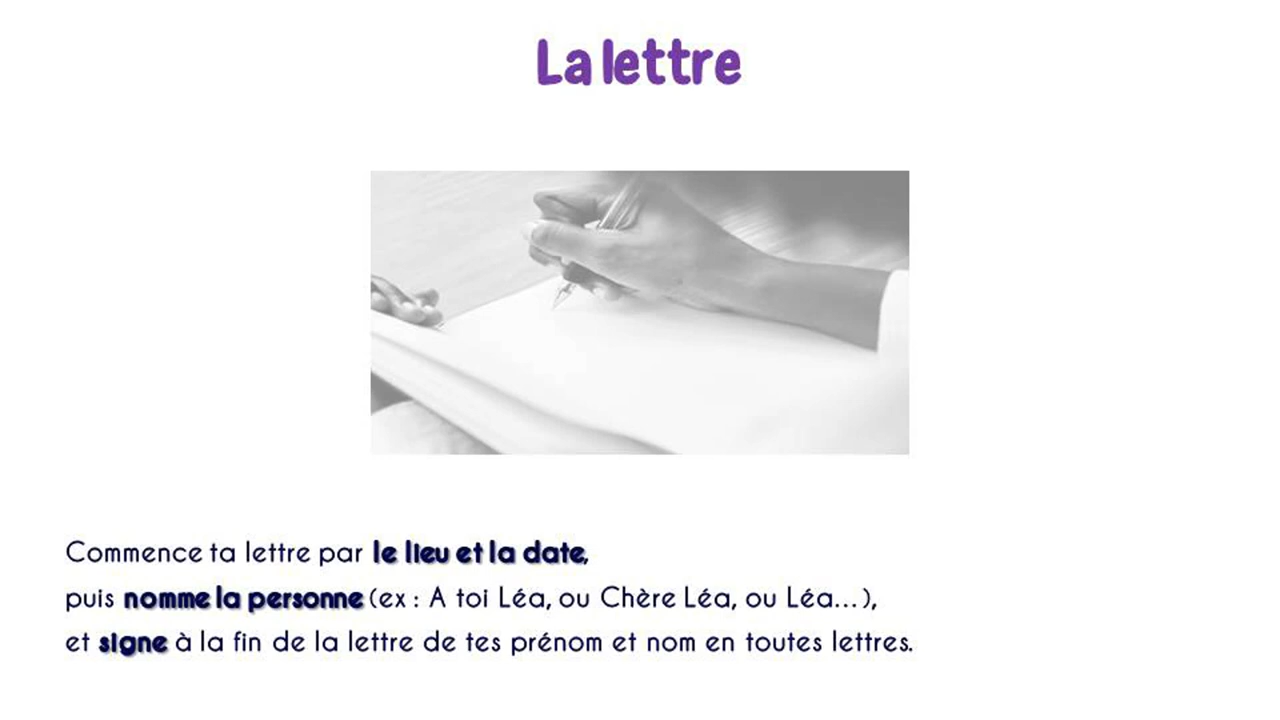 La lettre
Commence ta lettre par le lieu et la date,
puis nomme la personne (ex : A toi Léa, ou Chère Léa, ou Léa...),
et signe à la fin de la lettre de tes prénom et nom en toutes lettres.